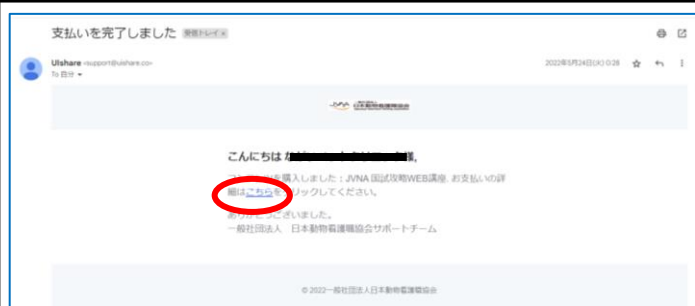 支払いを完了しました 受信トレイ ×
UIshare <support@uishare.co>
To 自分
2022年5月24日(火) 0:28
日本動物看護職協会
こんにちは 様,
を購入しました：JVNA 国試攻略WEB講座. お支払いの詳
細はこちらをクリックしてください。
ありがとうございました。
一般社団法人　日本動物看護職協会サポートチーム
© 2022一般社団法人日本動物看護職協会